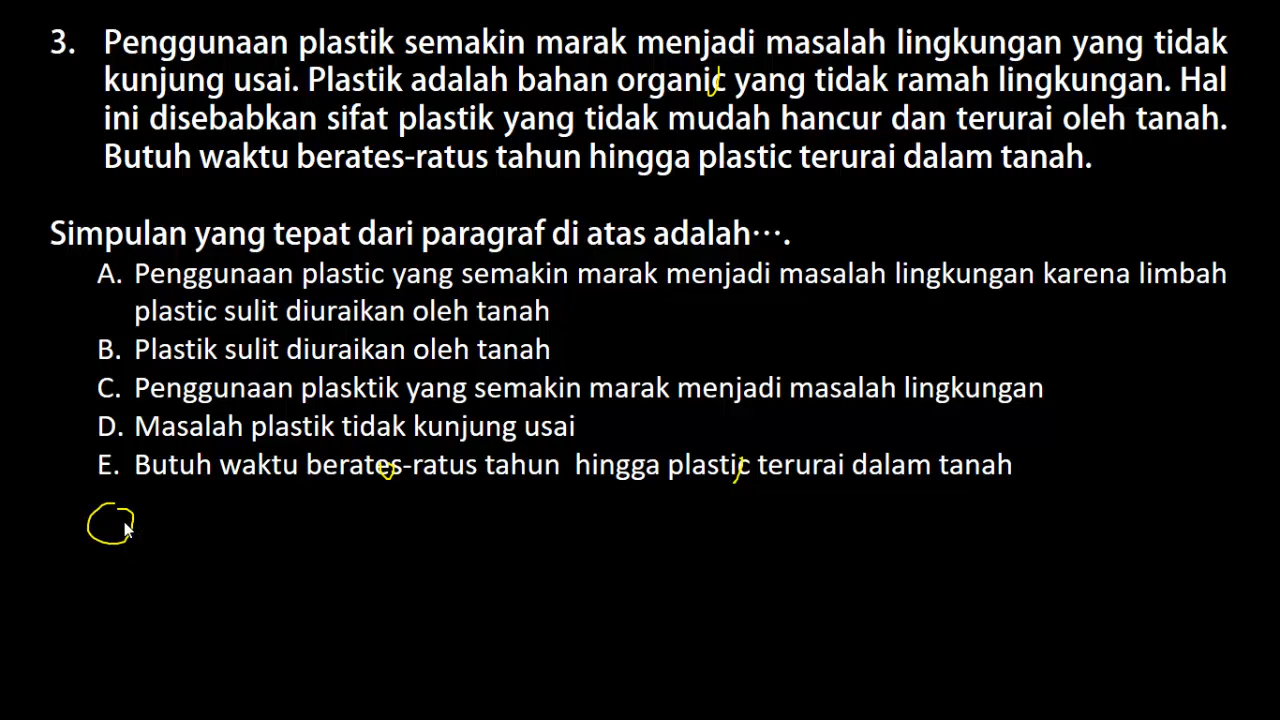 3. Penggunaan plastik semakin marak menjadi masalah lingkungan yang tidak
kunjung usai. Plastik adalah bahan organic yang tidak ramah lingkungan. Hal
ini disebabkan sifat plastik yang tidak mudah hancur dan terurai oleh tanah.
Butuh waktu berates-ratus tahun hingga plastic terurai dalam tanah.
Simpulan yang tepat dari paragraf di atas adalah….
A. Penggunaan plastic yang semakin marak menjadi masalah lingkungan karena limbah
plastic sulit diuraikan oleh tanah
B. Plastik sulit diuraikan oleh tanah
C. Penggunaan plasktik yang semakin marak menjadi masalah lingkungan
D. Masalah plastik tidak kunjung usai
E. Butuh waktu berates-ratus tahun hingga plastic terurai dalam tanah